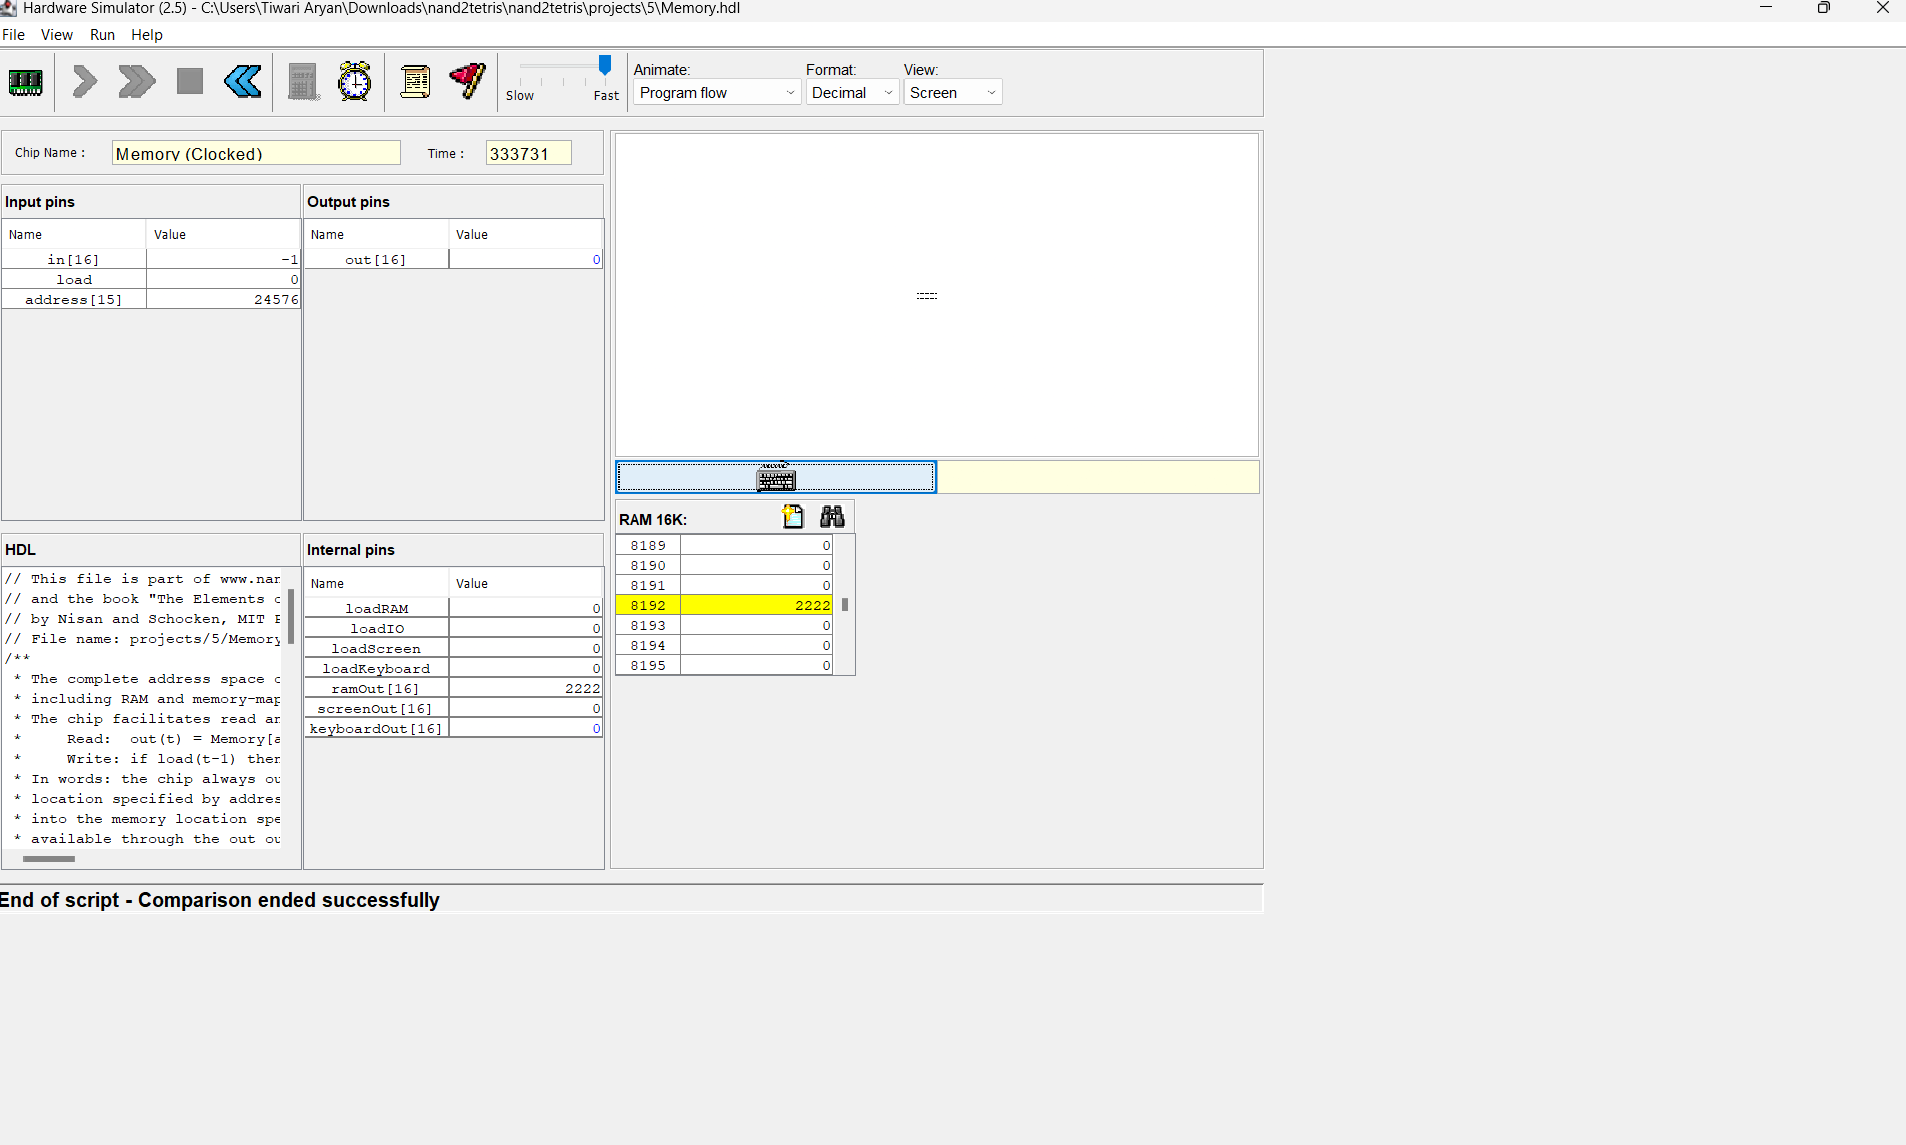 Hardware Simulator (2.5) - C:\Users\Tiwari Aryan\Downloads\nand2tetris\nand2tetris\projects\5\Memory.hdl
File View Run Help
Slow Fast
Animate: Format: View:
Program flow Decimal Screen
Chip Name : Memory (Clocked) Time : 333731
Input pins
Name Value
in[16] -1
load 0
address[15] 24576
Output pins
Name Value
out[16] 0
RAM 16K:
8189 0
8190 0
8191 0
8192 2222
8193 0
8194 0
8195 0
HDL
// This file is part of www.nan
// and the book "The Elements
// by Nisan and Schocken, MIT
// File name: projects/5/Memory
/**
* The complete address space
* including RAM and memory-map
* The chip facilitates read an
* Read: out(t) = Memory[a
* Write: if load(t-1) then
* In words: the chip always ou
* location specified by addres
* into the memory location spe
* available through the out ou
Internal pins
Name Value
loadRAM 0
loadIO 0
loadScreen 0
loadKeyboard 0
ramOut[16] 2222
screenOut[16] 0
keyboardOut[16] 0
End of script - Comparison ended successfully